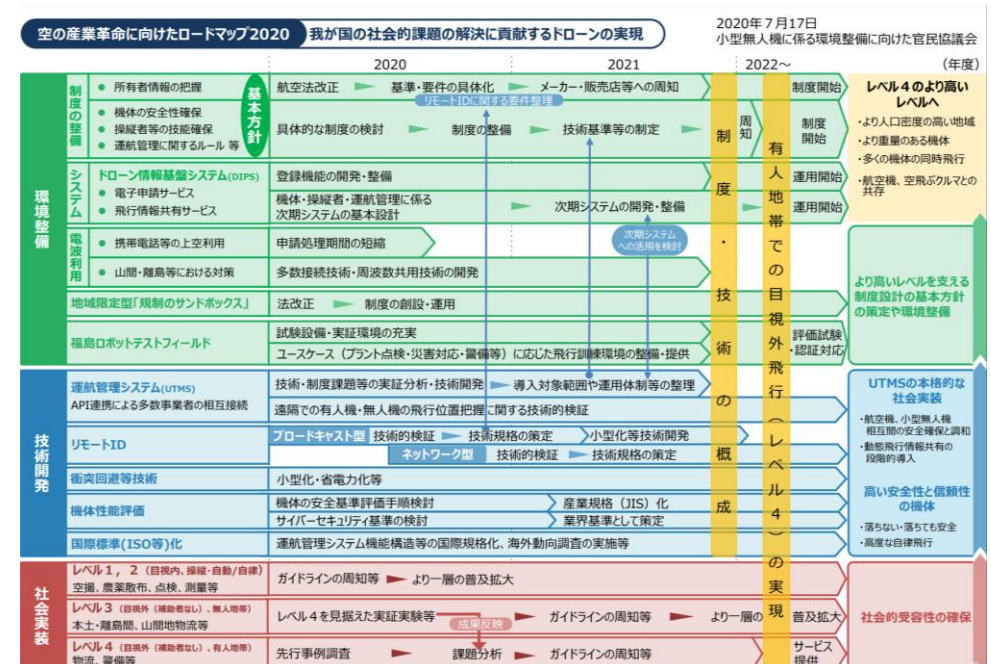 空の産業革命に向けたロードマップ2020
我が国の社会的課題の解決に貢献するドローンの実現
2020年7月17日
小型無人機に係る環境整備に向けた官民協議会
2020
2021
2022～
（年度）
環境整備
制度の整備
● 所有者情報の把握
● 機体の安全性確保
● 操縦者等の技能確保
● 運航管理に関するルール 等
基本方針
航空法改正
基準・要件の具体化
メーカー・販売店等への周知
制度開始
リモートIDに関する要件整理
具体的な制度の検討
制度の整備
技術基準等の制定
周知
制度
開始
システム
ドローン情報基盤システム(DIPS)
● 電子申請サービス
● 飛行情報共有サービス
登録機能の開発・整備
運用開始
機体・操縦者・運航管理に係る
次期システムの基本設計
次期システムの開発・整備
運用開始
次期システム
への活用を検討
電波利用
● 携帯電話等の上空利用
申請処理期間の短縮
● 山間・離島等における対策
多数接続技術・周波数共用技術の開発
地域限定型「規制のサンドボックス」
法改正
制度の創設・運用
福島ロボットテストフィールド
試験設備・実証環境の充実
ユースケース（プラント点検・災害対応・警備等）に応じた飛行訓練環境の整備・提供
評価試験
・認証対応
制度・技術の概成
有人地帯での目視外飛行（レベル4）の実現
レベル4のより高い
レベルへ
・より人口密度の高い地域
・より重量のある機体
・多くの機体の同時飛行
・航空機、空飛ぶクルマとの
共存
より高いレベルを支える
制度設計の基本方針
の策定や環境整備
技術開発
運航管理システム(UTMS)
API連携による多数事業者の相互接続
技術・制度課題等の実証分析・技術開発
導入対象範囲や運用体制等の整理
遠隔での有人機・無人機の飛行位置把握に関する技術的検証
リモートID
ブロードキャスト型
技術的検証
技術規格の策定
小型化等技術開発
ネットワーク型
技術的検証
技術規格の策定
衝突回避等技術
小型化・省電力化等
機体性能評価
機体の安全基準評価手順検討
産業規格（JIS）化
サイバーセキュリティ基準の検討
業界基準として策定
国際標準(ISO等)化
運航管理システム機能構造等の国際規格化、海外動向調査の実施等
UTMSの本格的な
社会実装
・航空機、小型無人機
相互間の安全確保と調和
・動態飛行情報共有の
段階的導入
高い安全性と信頼性
の機体
・落ちない・落ちても安全
・高度な自律飛行
社会実装
レベル1，2（目視内、操縦・自動/自律）
空撮、農薬散布、点検、測量等
ガイドラインの周知等
より一層の普及拡大
レベル3（目視外（補助者なし）、無人地帯）
本土・離島間、山間地物流等
レベル4を見据えた実証実験等
ガイドラインの周知等
より一層の
普及拡大
成果反映
レベル4（目視外（補助者なし）、有人地帯）
物流、警備等
先行事例調査
課題分析
ガイドラインの周知等
サービス
提供
社会的受容性の確保